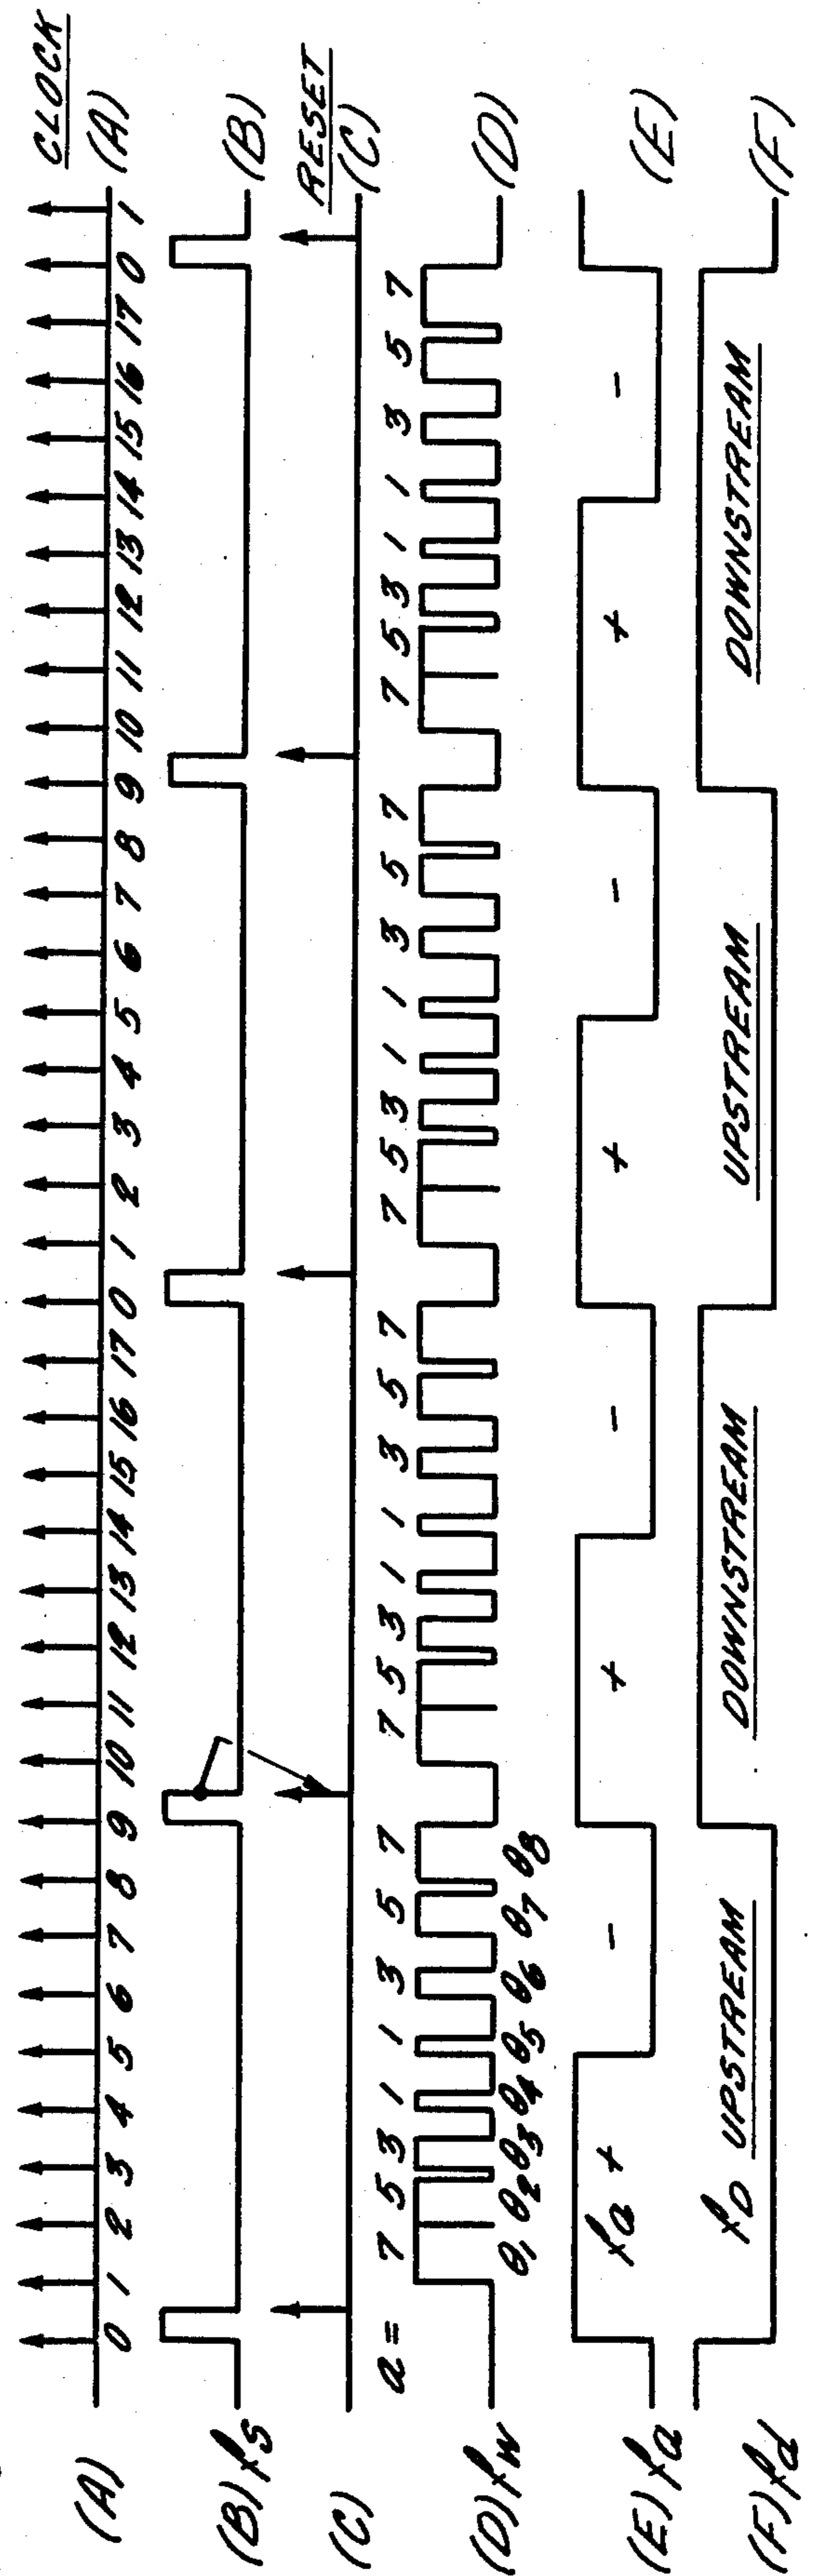 CLOCK
(A) 0 1 2 3 4 5 6 7 8 9 10 11 12 13 14 15 16 17 0 1 2 3 4 5 6 7 8 9 10 11 12 13 14 15 16 17 0 1 (A)
(B) fs (B)
RESET
(C) (C)
a = 7 5 3 1 1 3 5 7 7 5 3 1 1 3 5 7 7 5 3 1 1 3 5 7 7 5 3 1 1 3 5 7
(D) fw (D)
θ1 θ2 θ3 θ4 θ5 θ6 θ7 θ8
(E) fa fa + - + - + - + - (E)
(F) fd fD UPSTREAM DOWNSTREAM UPSTREAM DOWNSTREAM (F)